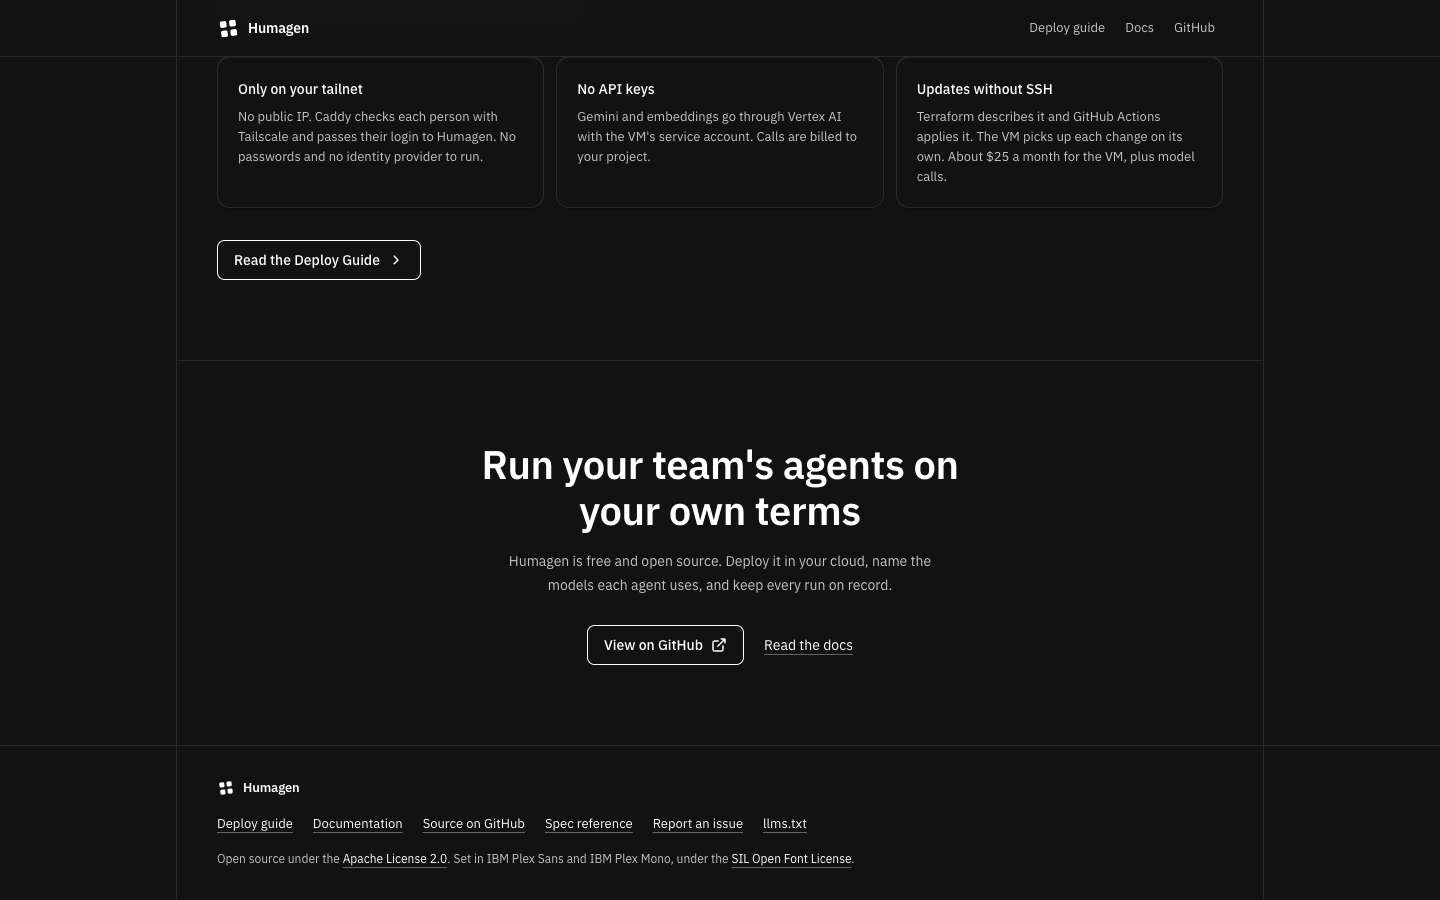 Humagen
Deploy guide Docs GitHub
Only on your tailnet
No public IP. Caddy checks each person with
Tailscale and passes their login to Humagen. No
passwords and no identity provider to run.
No API keys
Gemini and embeddings go through Vertex AI
with the VM's service account. Calls are billed to
your project.
Updates without SSH
Terraform describes it and GitHub Actions
applies it. The VM picks up each change on its
own. About $25 a month for the VM, plus model
calls.
Read the Deploy Guide
Run your team's agents on
your own terms
Humagen is free and open source. Deploy it in your cloud, name the
models each agent uses, and keep every run on record.
View on GitHub Read the docs
Humagen
Deploy guide Documentation Source on GitHub Spec reference Report an issue llms.txt
Open source under the Apache License 2.0. Set in IBM Plex Sans and IBM Plex Mono, under the SIL Open Font License.